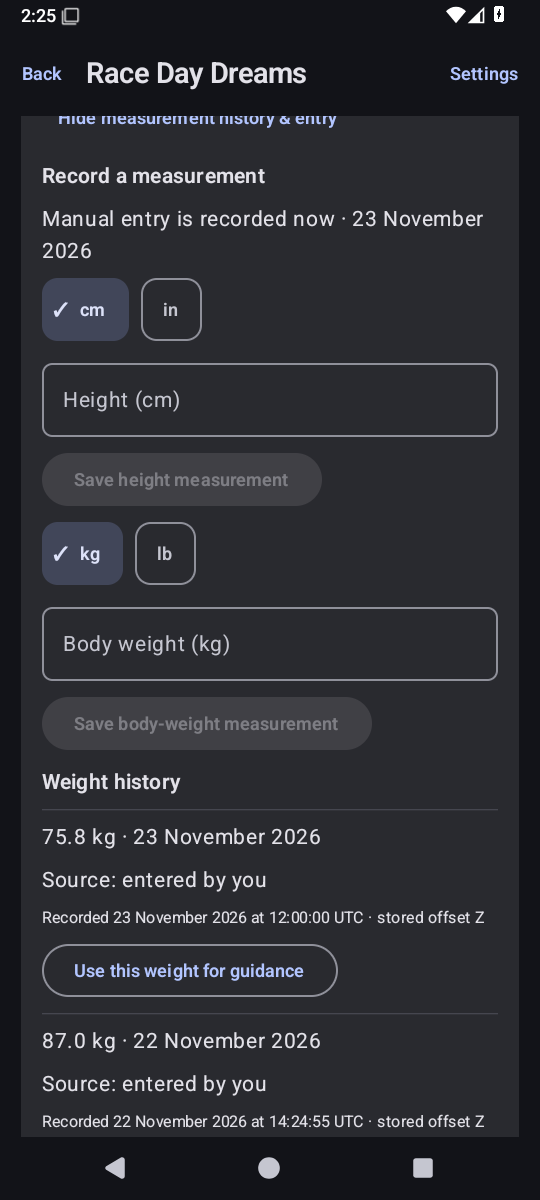 2:25
Back
Race Day Dreams
Settings
Hide measurement history & entry
Record a measurement
Manual entry is recorded now · 23 November
2026
✓ cm
in
Height (cm)
Save height measurement
✓ kg
lb
Body weight (kg)
Save body-weight measurement
Weight history
75.8 kg · 23 November 2026
Source: entered by you
Recorded 23 November 2026 at 12:00:00 UTC · stored offset Z
Use this weight for guidance
87.0 kg · 22 November 2026
Source: entered by you
Recorded 22 November 2026 at 14:24:55 UTC · stored offset Z